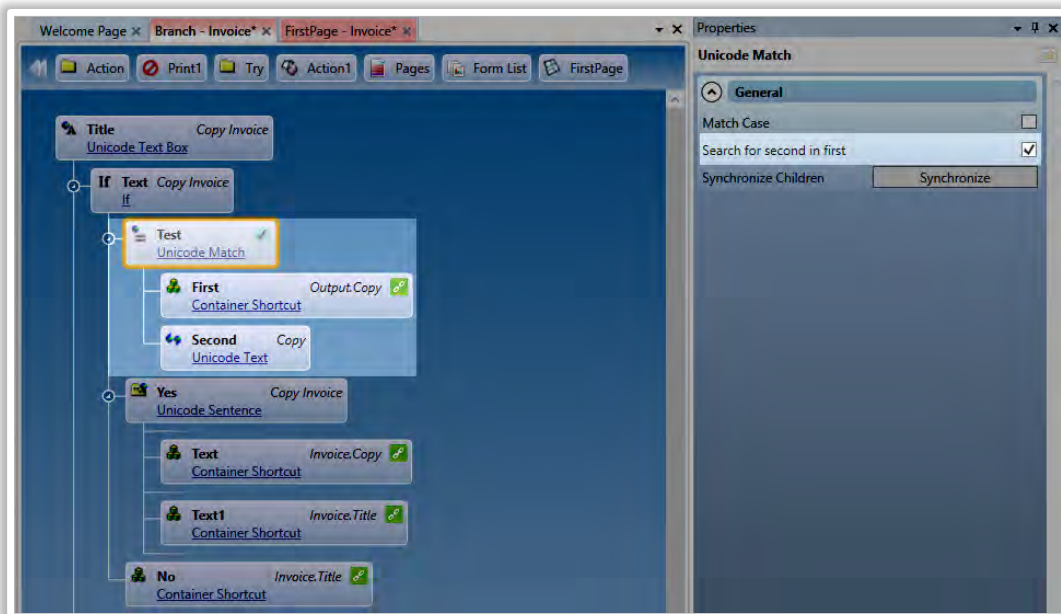 Welcome Page × Branch - Invoice* × FirstPage - Invoice* ×
Action Print1 Try Action1 Pages Form List FirstPage
Title Copy Invoice
Unicode Text Box
If Text Copy Invoice
If
Test
Unicode Match
First Output.Copy
Container Shortcut
Second Copy
Unicode Text
Yes Copy Invoice
Unicode Sentence
Text Invoice.Copy
Container Shortcut
Text1 Invoice.Title
Container Shortcut
No Invoice.Title
Container Shortcut
Properties
Unicode Match
General
Match Case
Search for second in first
Synchronize Children Synchronize